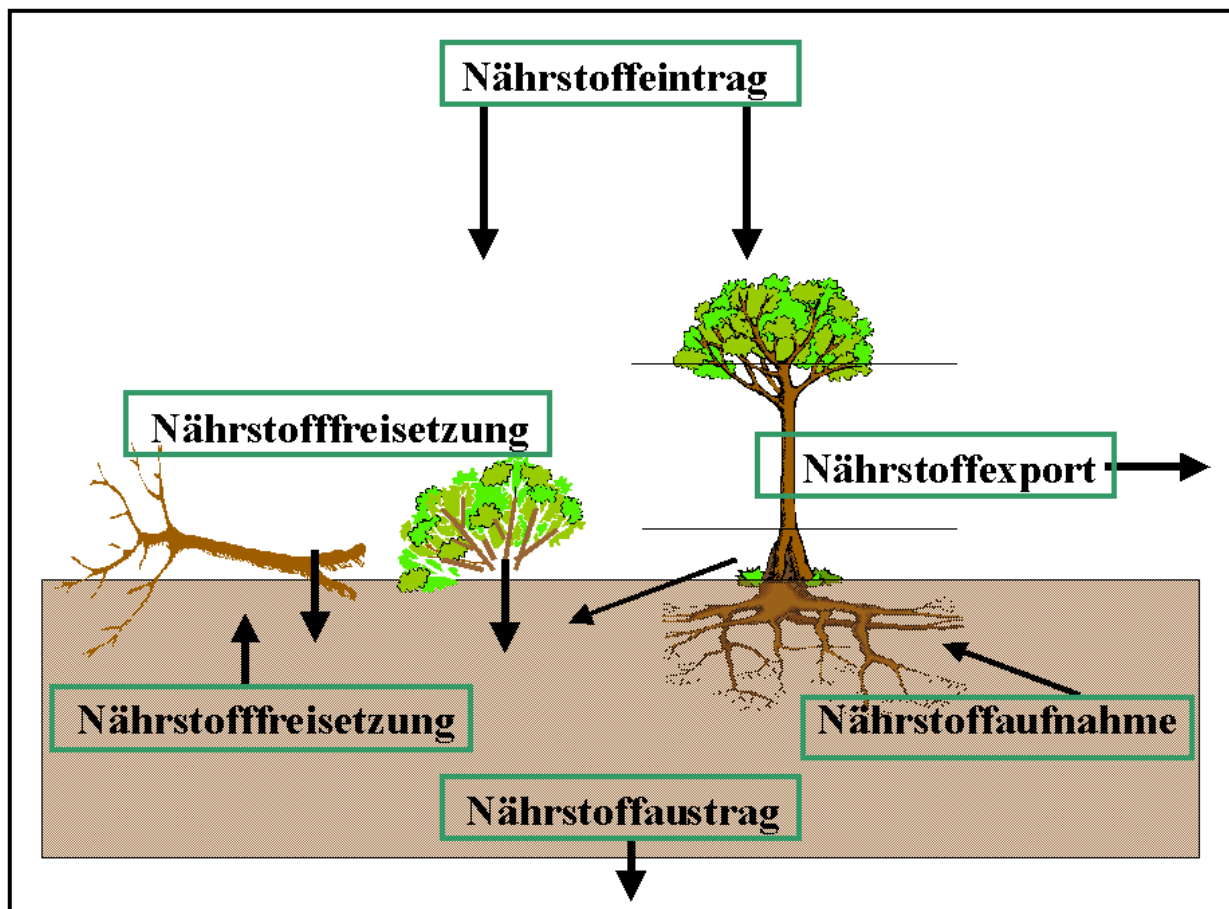 Nährstoffeintrag
Nährstofffreisetzung
Nährstoffexport
Nährstofffreisetzung
Nährstoffaufnahme
Nährstoffaustrag